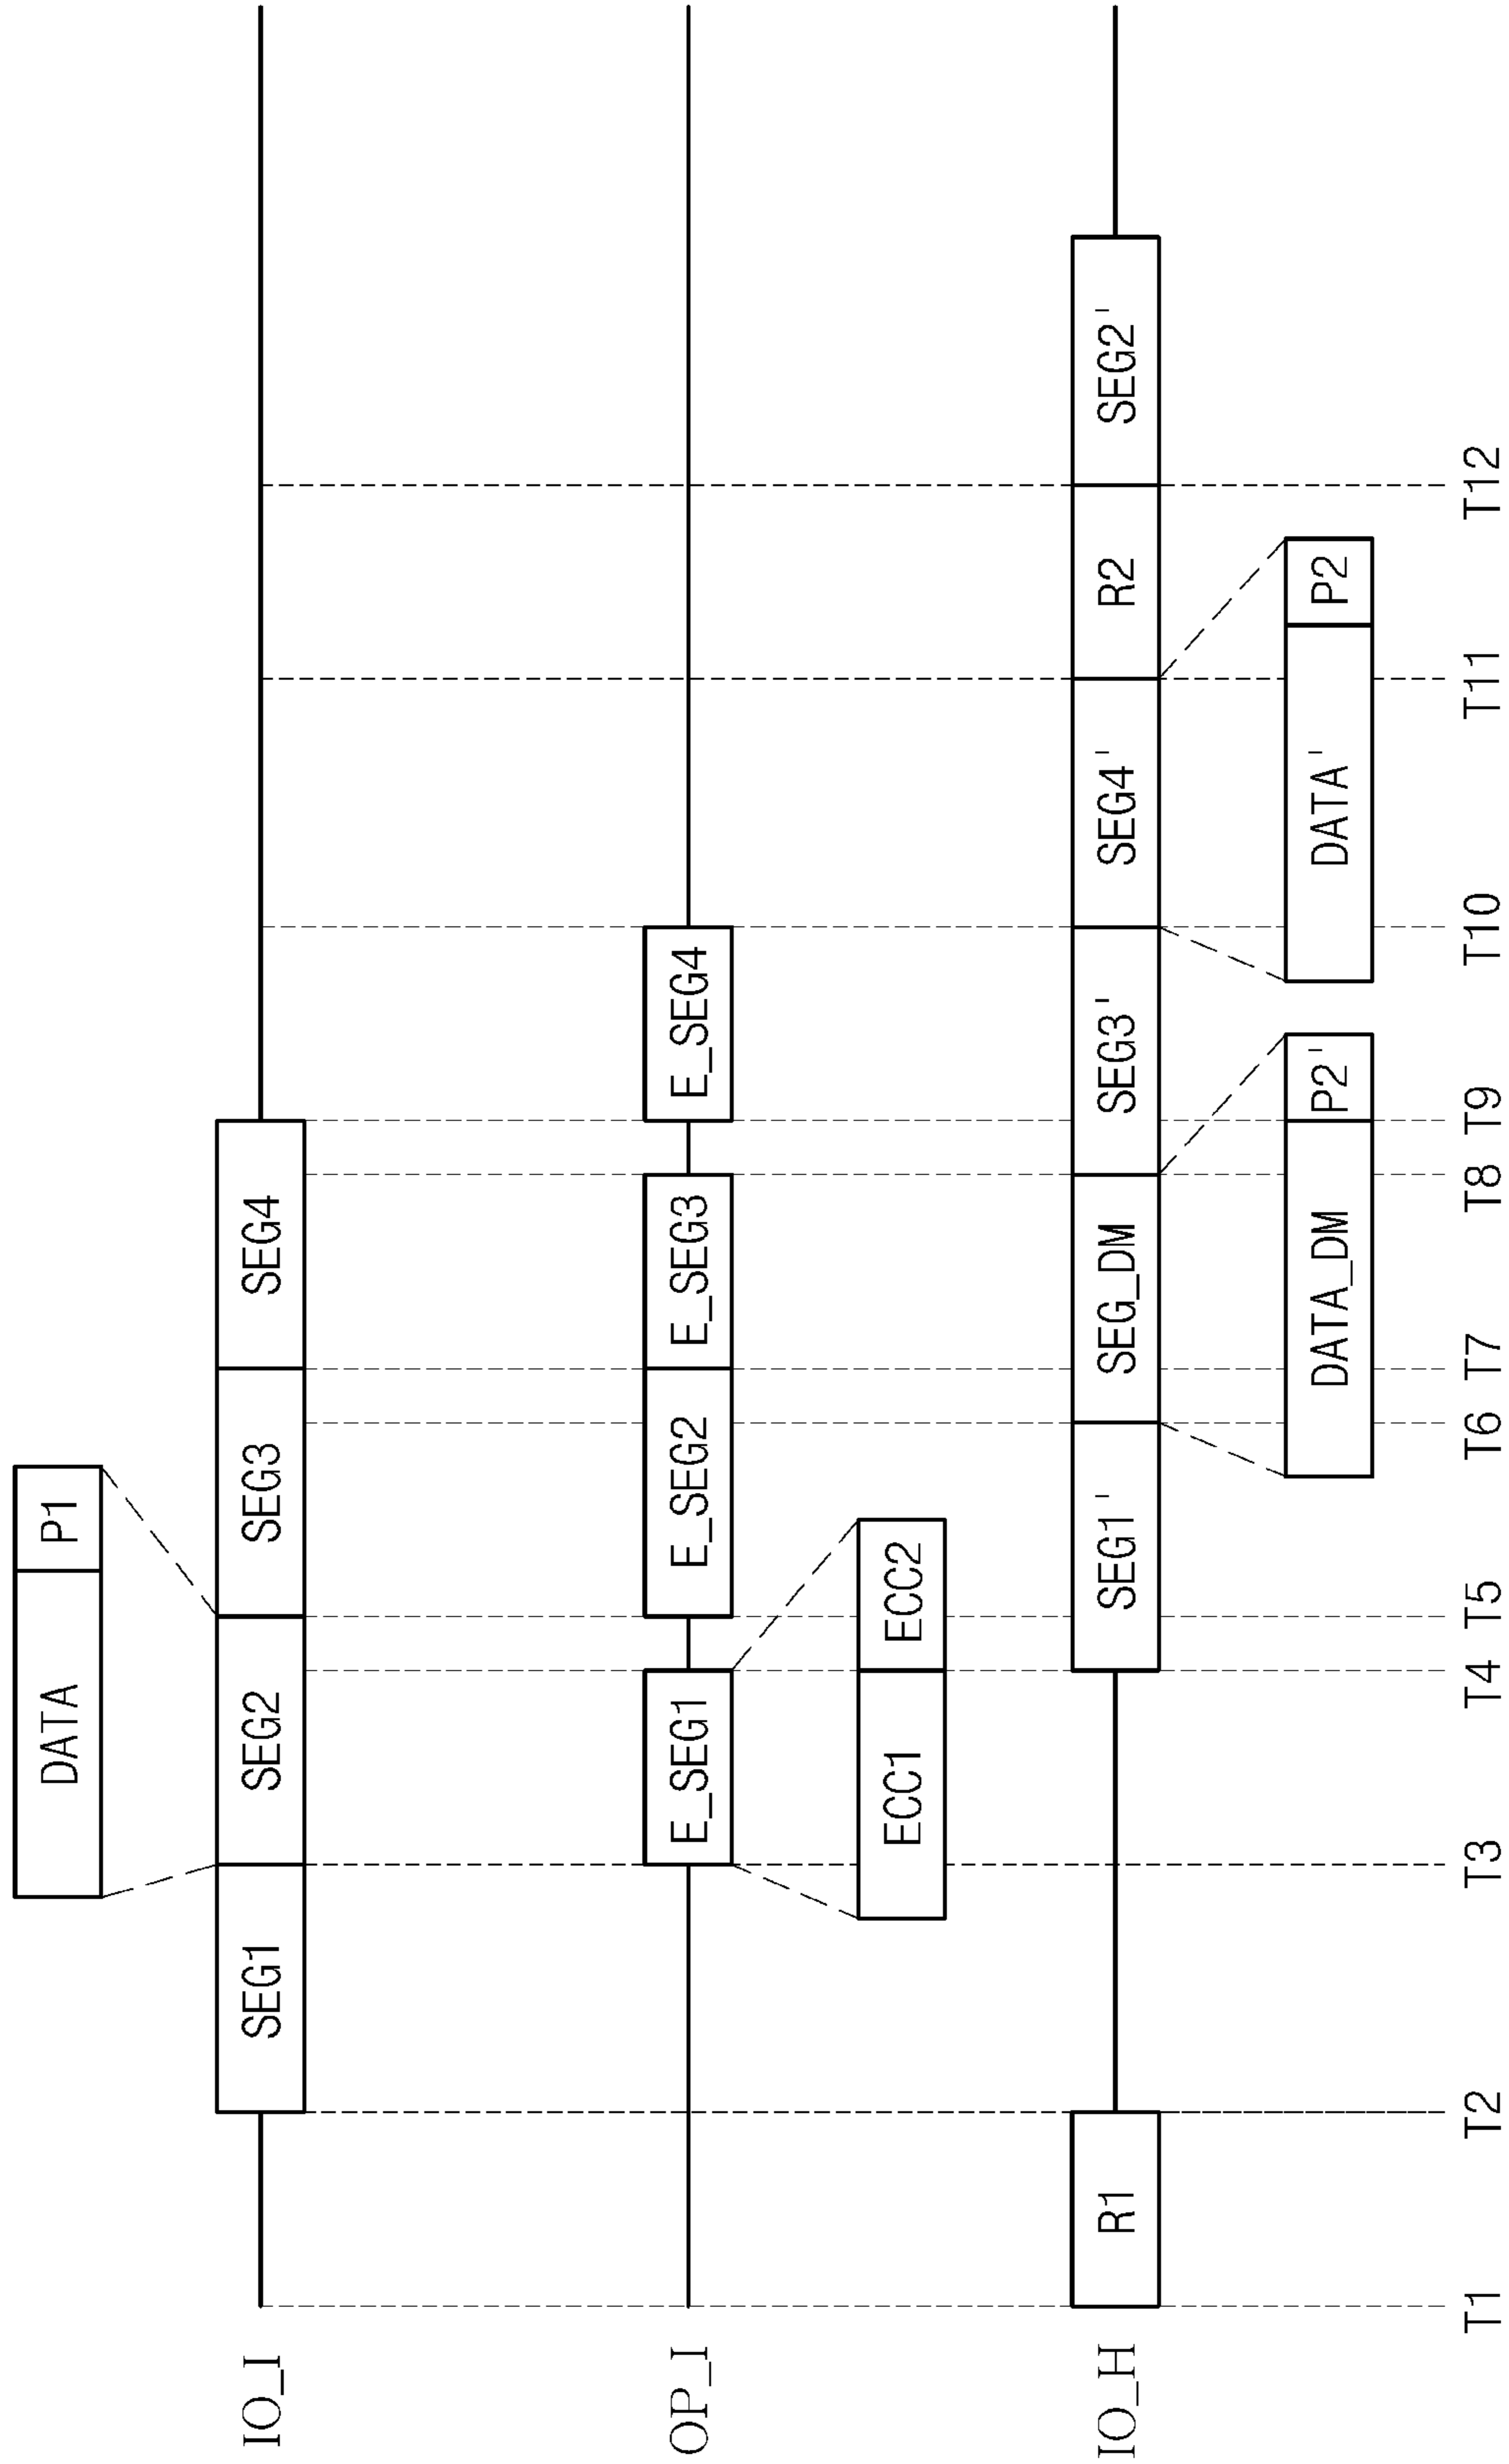 DATA P1
IO_I SEG1 SEG2 SEG3 SEG4
OP_I E_SEG1 E_SEG2 E_SEG3 E_SEG4
ECC1 ECC2
IO_H R1 SEG1' SEG_DM SEG3' SEG4' R2 SEG2'
DATA_DM P2' DATA' P2
T1 T2 T3 T4 T5 T6 T7 T8 T9 T10 T11 T12